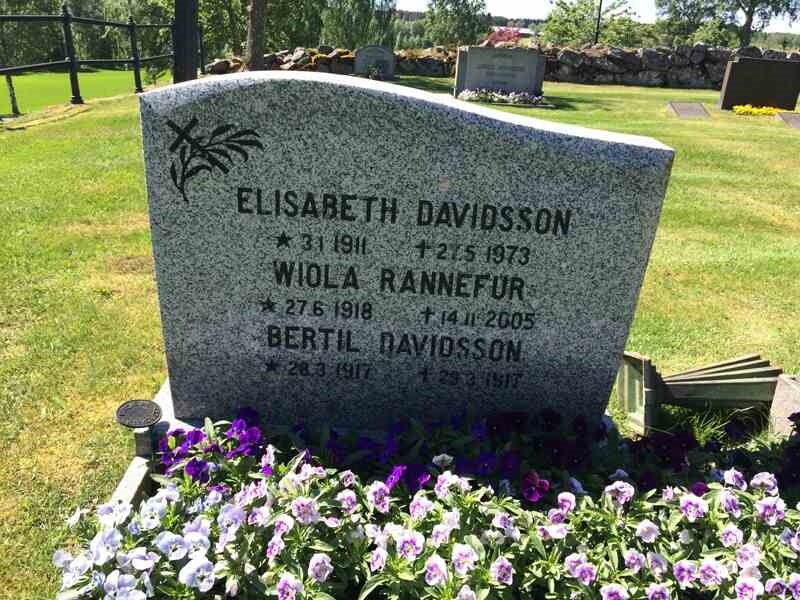 ELISABETH DAVIDSSON
★ 3 1 1911 ✝ 27.5 1973
WIOLA RANNEFUR
★ 27.6 1918 ✝ 14.11 2005
BERTIL DAVIDSSON
★ 28.3 1917 ✝ 29.3 1917